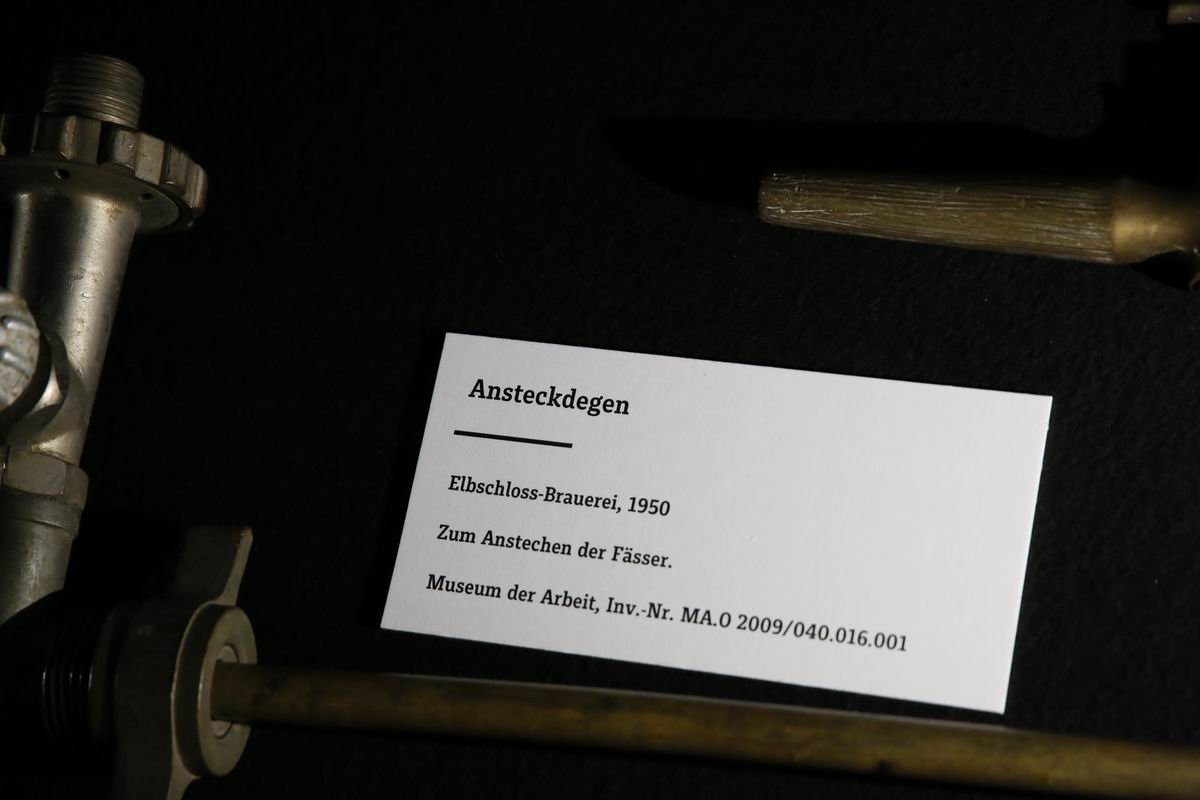 Ansteckdegen
Elbschloss-Brauerei, 1950
Zum Anstechen der Fässer.
Museum der Arbeit, Inv.-Nr. MA.O 2009/040.016.001